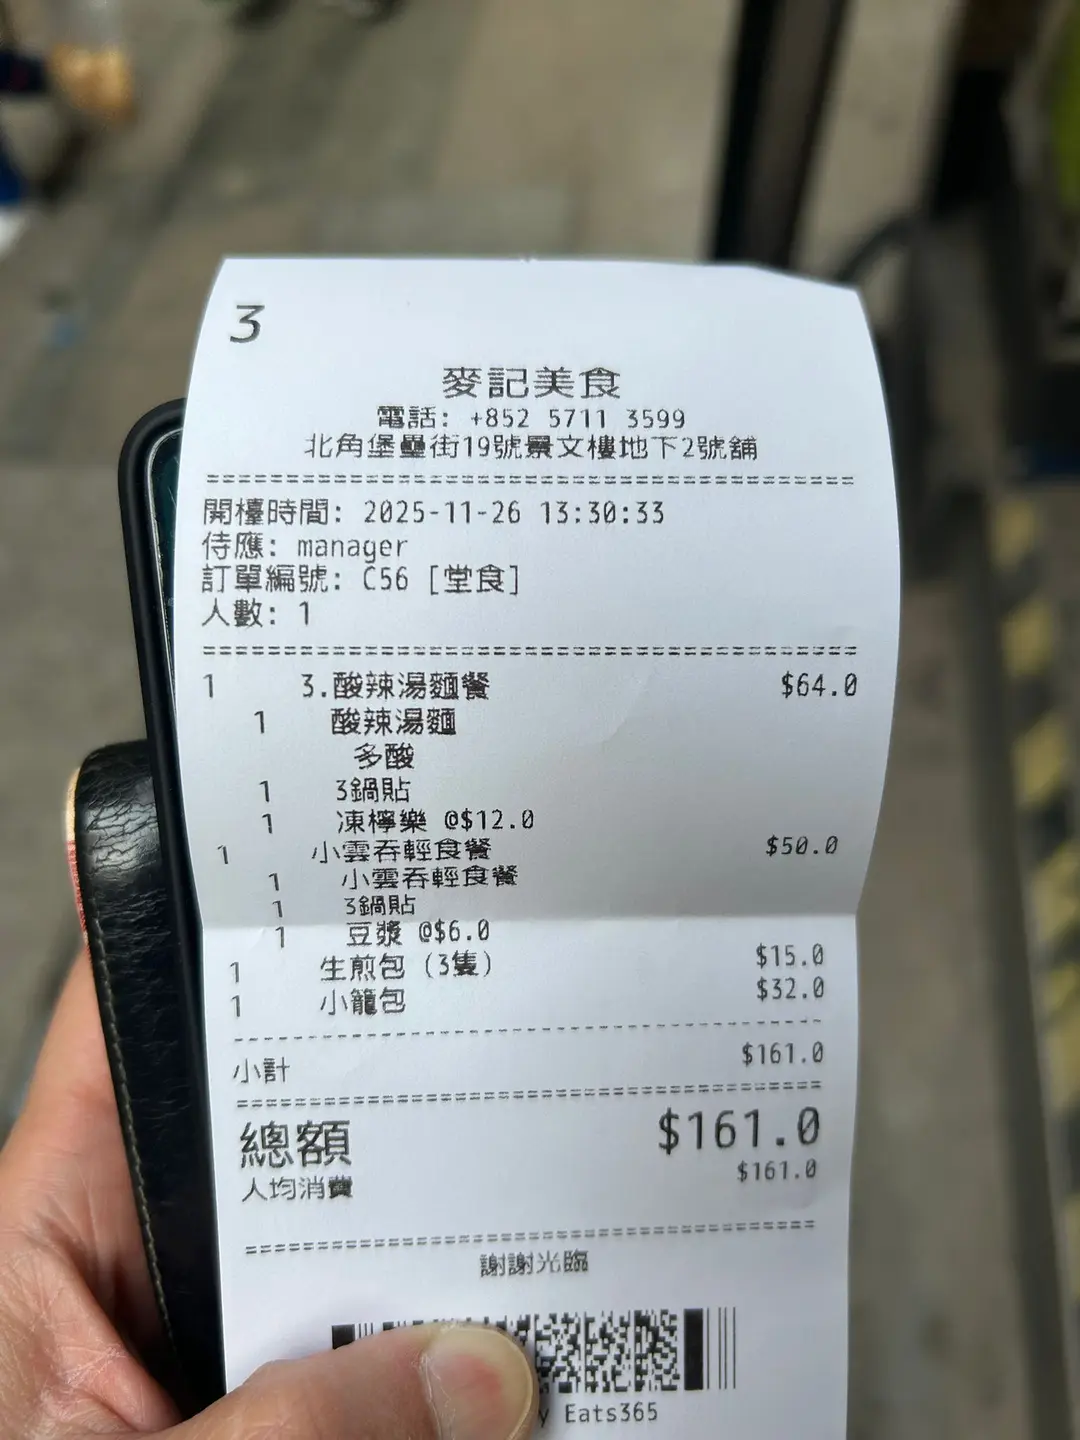 3
麥記美食
電話: +852 5711 3599
北角堡壘街19號景文樓地下2號舖
開檯時間: 2025-11-26 13:30:33
侍應: manager
訂單編號: C56 [堂食]
人數: 1
1 3.酸辣湯麵餐 $64.0
1 酸辣湯麵
多酸
1 3鍋貼
1 凍檸樂 @$12.0
1 小雲吞輕食餐 $50.0
1 小雲吞輕食餐
1 3鍋貼
1 豆漿 @$6.0
1 生煎包 (3隻) $15.0
1 小籠包 $32.0
小計 $161.0
總額 $161.0
人均消費 $161.0
謝謝光臨
y Eats365